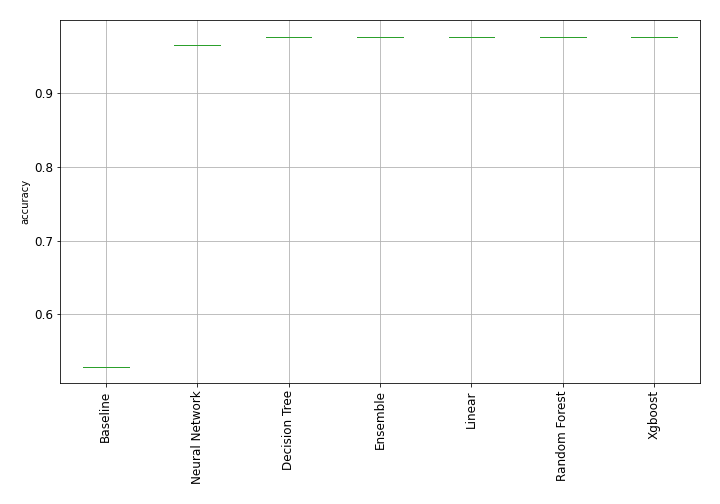 0.9
0.8
0.7
0.6
accuracy
Baseline
Neural Network
Decision Tree
Ensemble
Linear
Random Forest
Xgboost